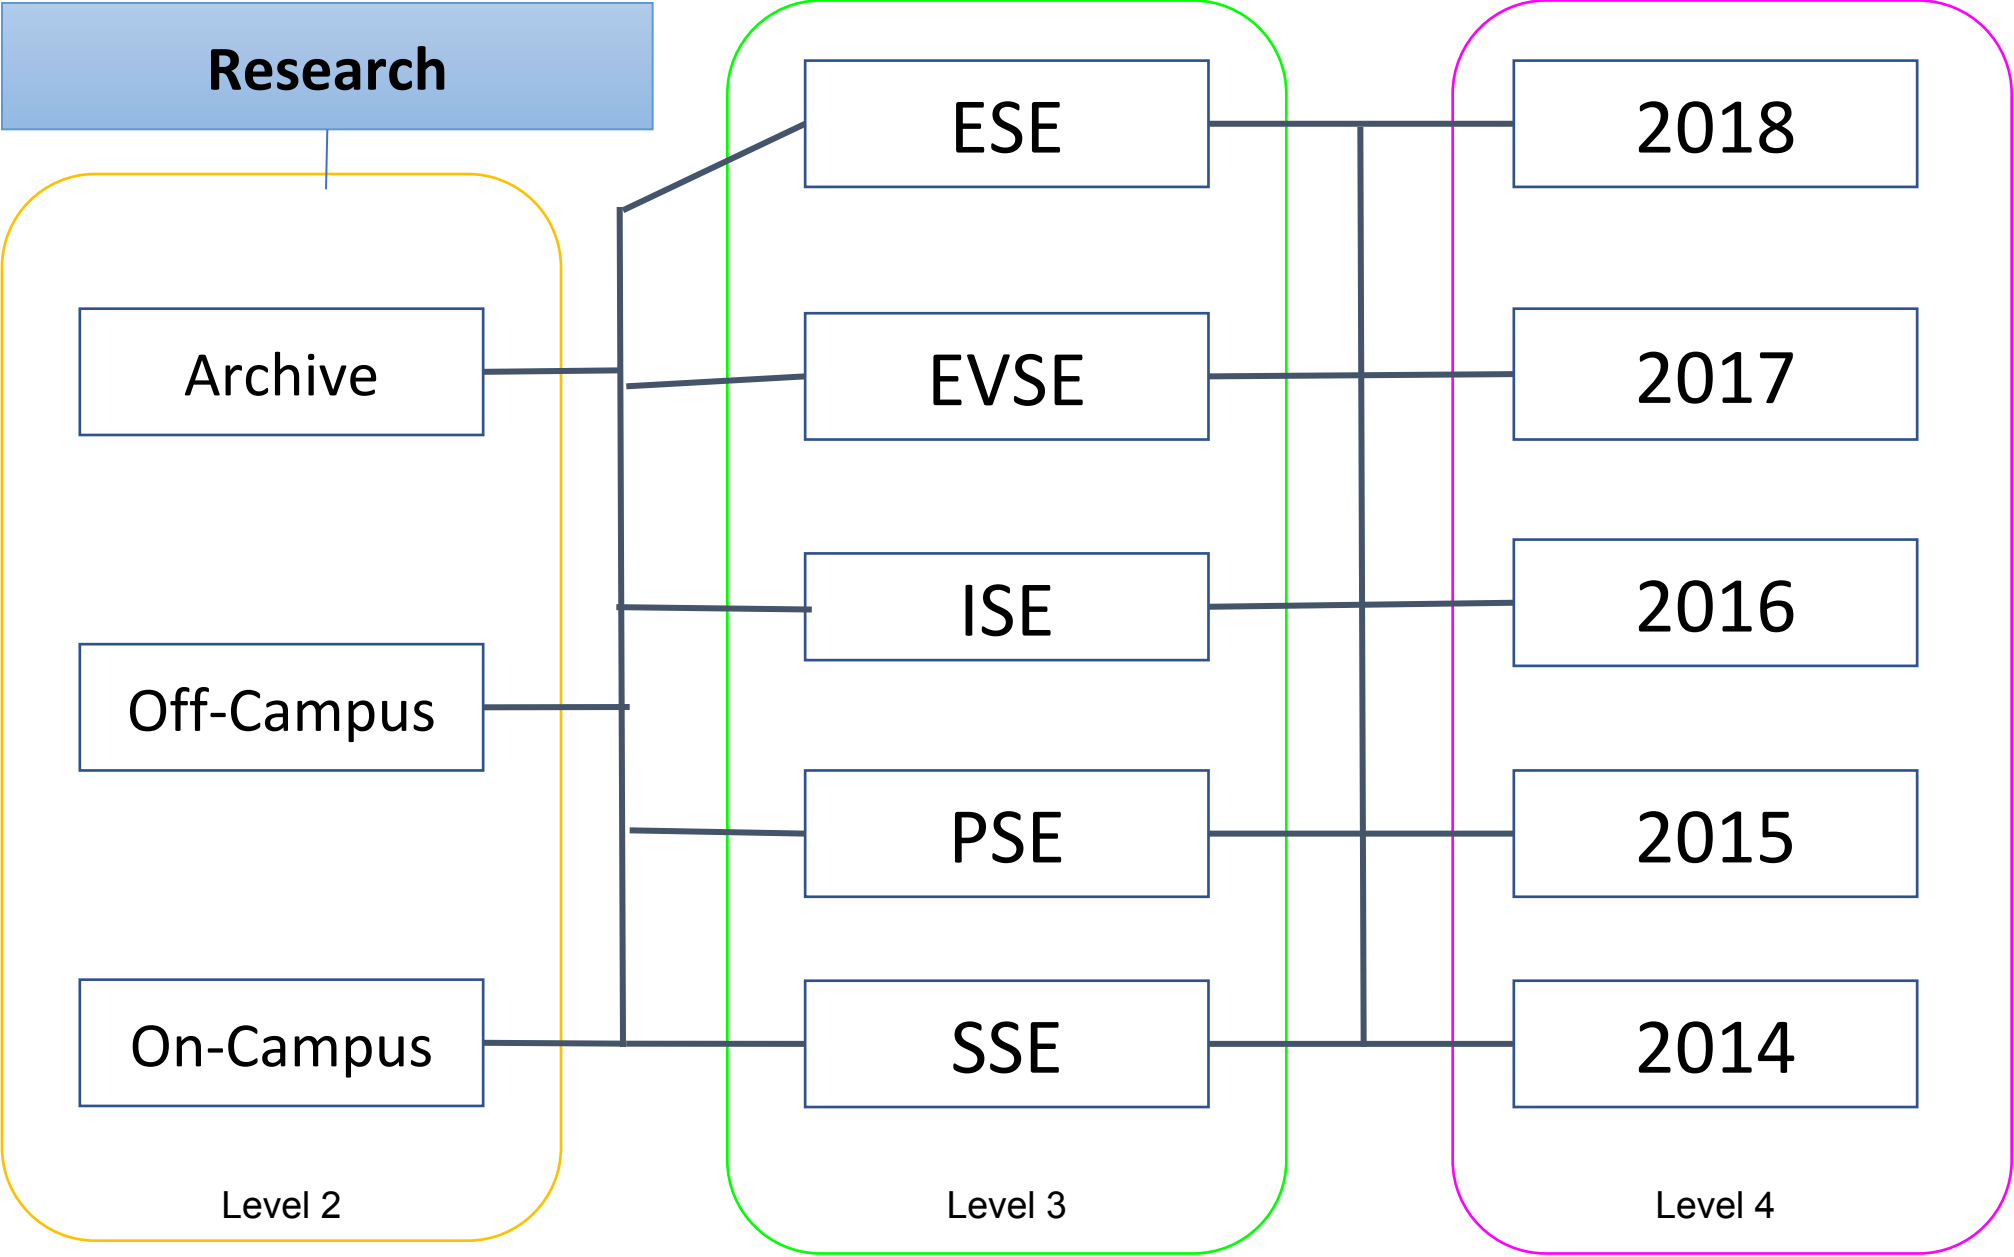 Research
Archive
Off-Campus
On-Campus
Level 2
ESE
EVSE
ISE
PSE
SSE
Level 3
2018
2017
2016
2015
2014
Level 4